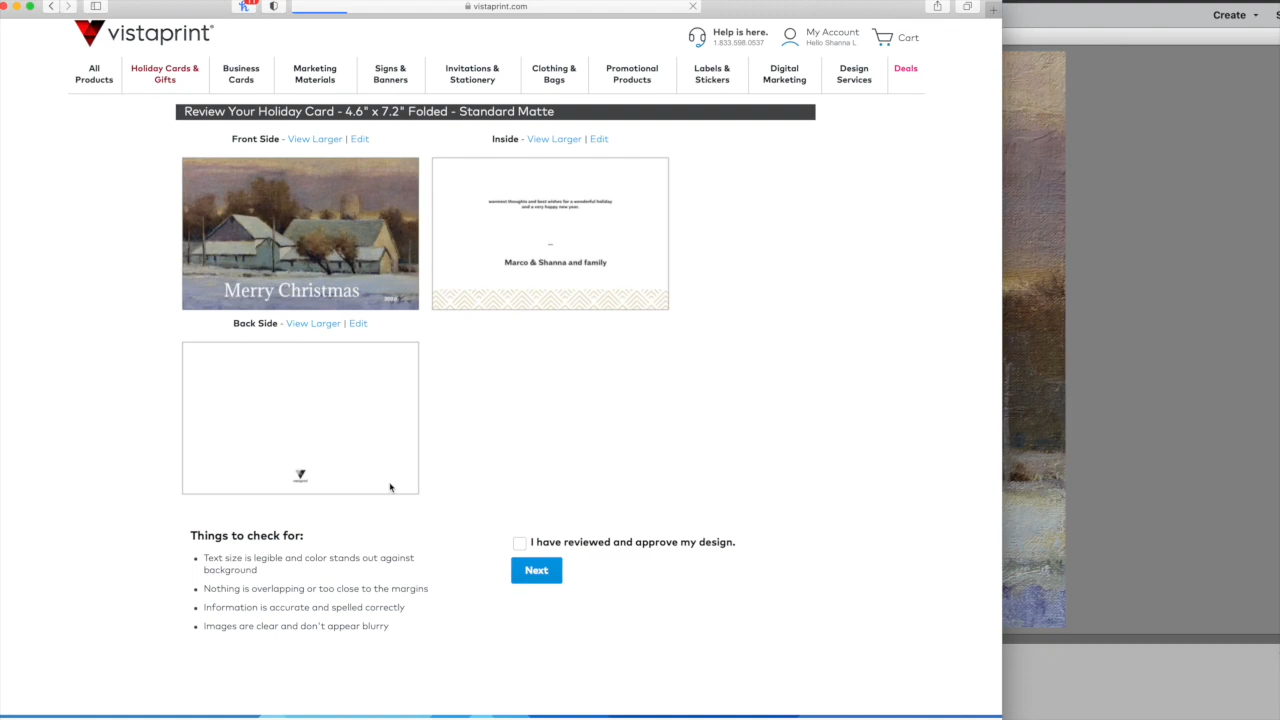 vistaprint.com
Create
vistaprint
Help is here.
1.833.598.0537
My Account
Hello Shanna L
Cart
All Products
Holiday Cards & Gifts
Business Cards
Marketing Materials
Signs & Banners
Invitations & Stationery
Clothing & Bags
Promotional Products
Labels & Stickers
Digital Marketing
Design Services
Deals
Review Your Holiday Card - 4.6" x 7.2" Folded - Standard Matte
Front Side - View Larger | Edit
Inside - View Larger | Edit
Merry Christmas
warmest thoughts and best wishes for a wonderful holiday
and a very happy new year.
Marco & Shanna and family
Back Side - View Larger | Edit
vistaprint
Things to check for:
• Text size is legible and color stands out against
background
• Nothing is overlapping or too close to the margins
• Information is accurate and spelled correctly
• Images are clear and don't appear blurry
I have reviewed and approve my design.
Next